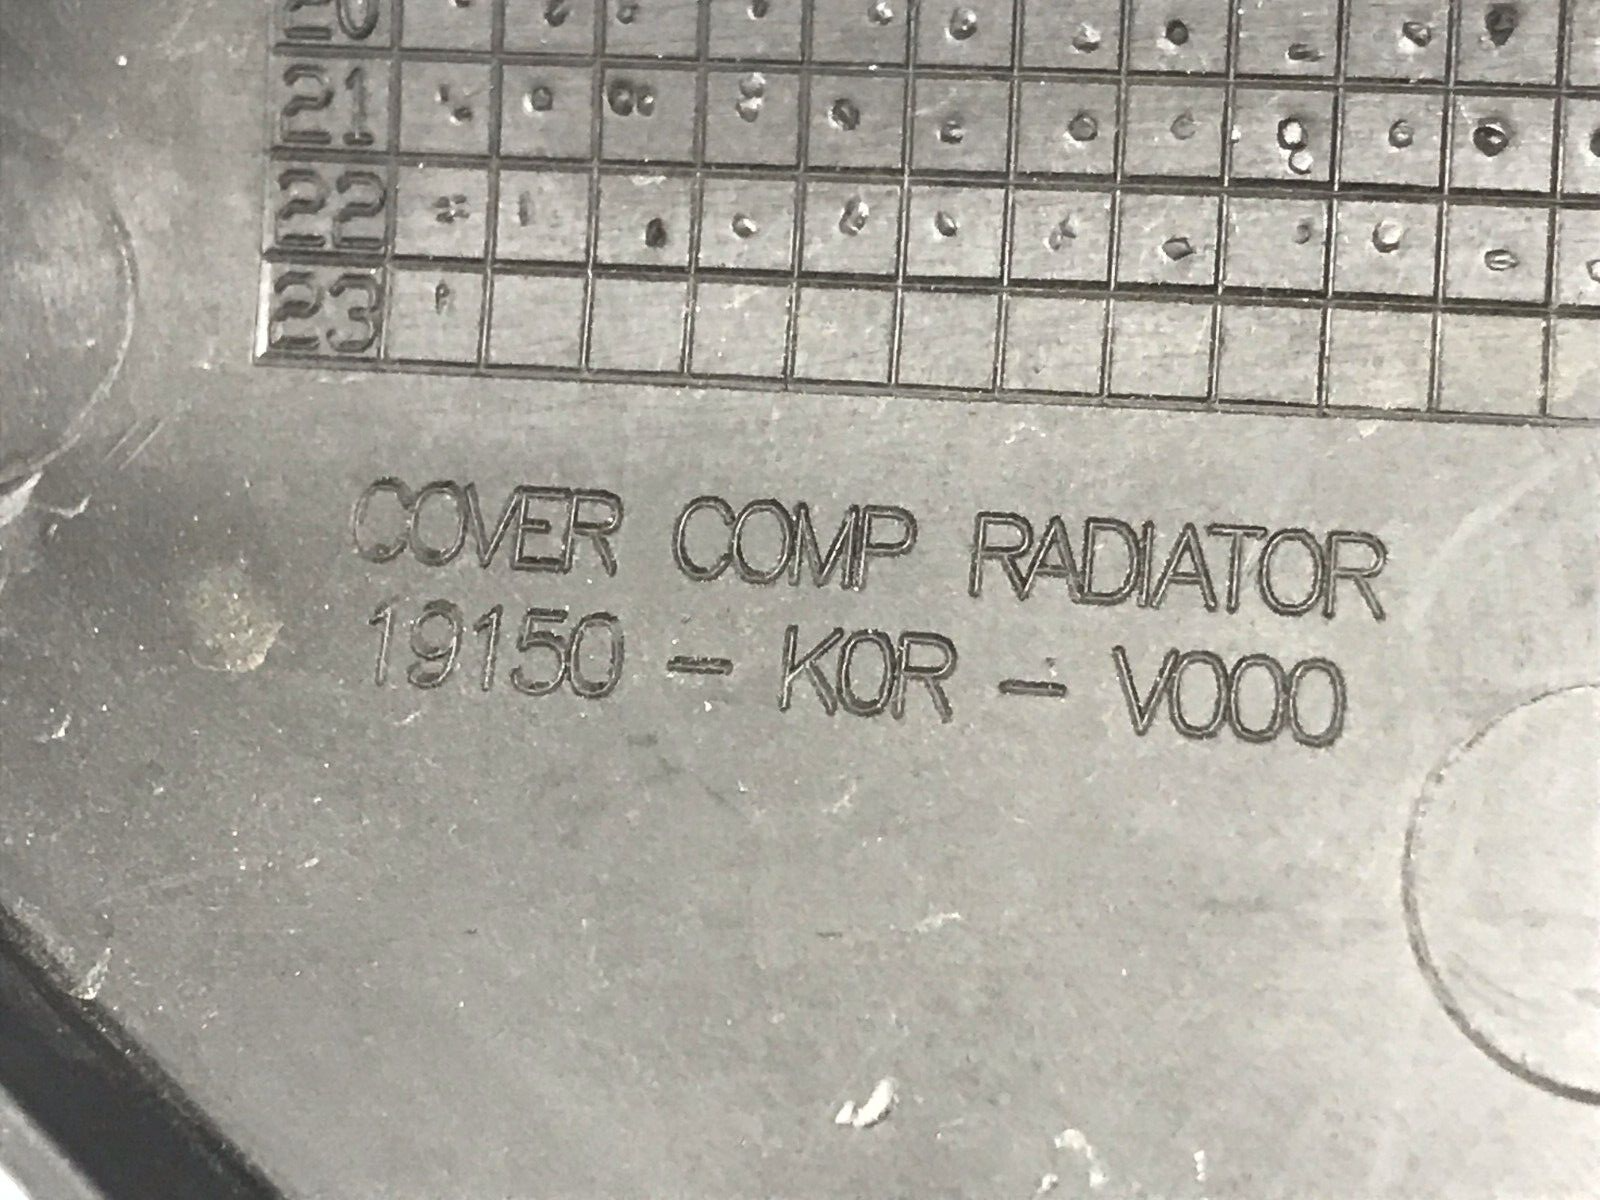 20
21
22
23
COVER COMP RADIATOR
19150 - K0R - V000